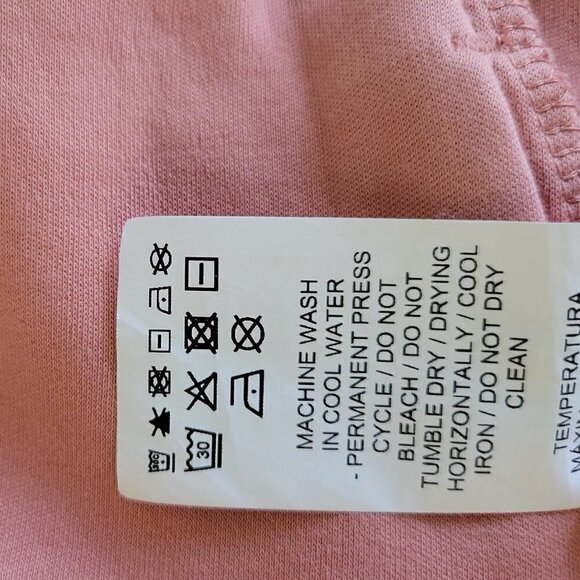 30
MACHINE WASH
IN COOL WATER
- PERMANENT PRESS
CYCLE / DO NOT
BLEACH / DO NOT
TUMBLE DRY / DRYING
HORIZONTALLY / COOL
IRON / DO NOT DRY
CLEAN
TEMPERATURA